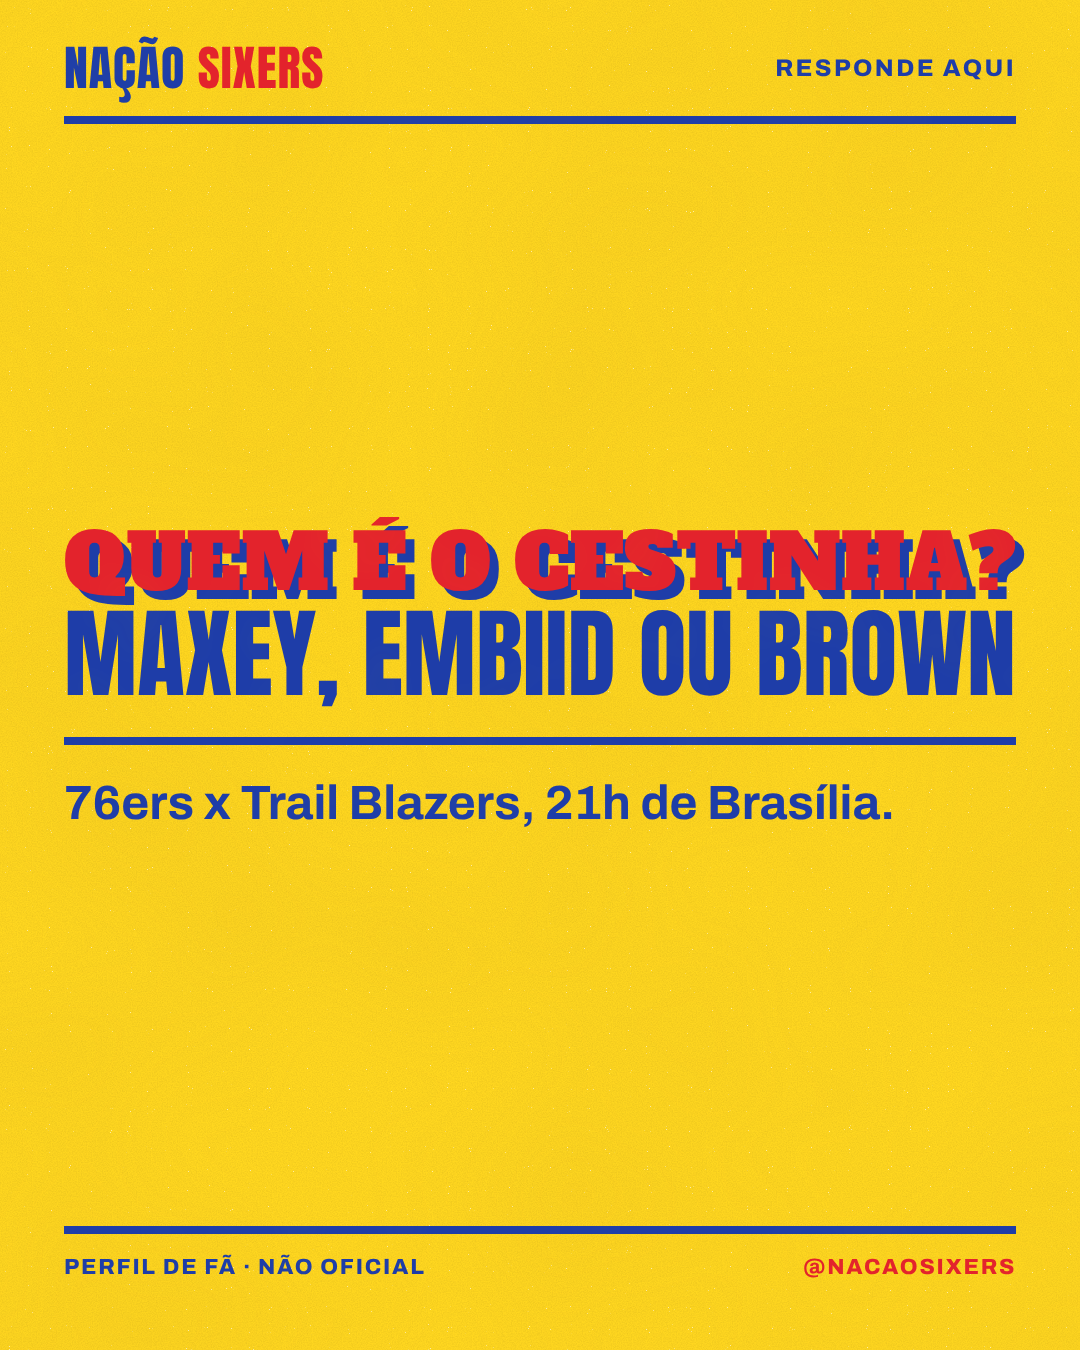 NAÇÃO SIXERS
RESPONDE AQUI
QUEM É O CESTINHA?
MAXEY, EMBIID OU BROWN
76ers x Trail Blazers, 21h de Brasília.
PERFIL DE FÃ · NÃO OFICIAL
@NACAOSIXERS